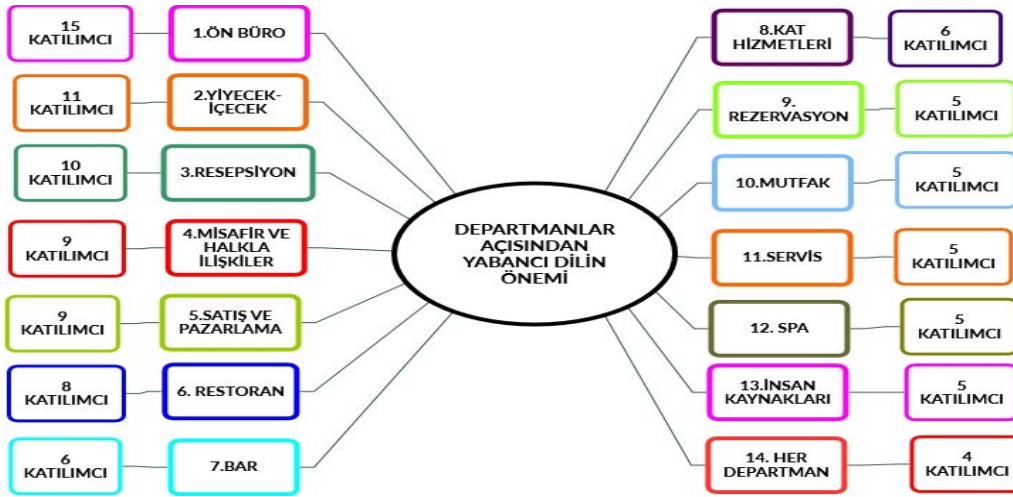 15
KATILIMCI
1.ÖN BÜRO
11
KATILIMCI
2.YİYECEK-
İÇECEK
10
KATILIMCI
3.RESEPSİYON
9
KATILIMCI
4.MİSAFİR VE
HALKLA
İLİŞKİLER
9
KATILIMCI
5.SATIŞ VE
PAZARLAMA
8
KATILIMCI
6. RESTORAN
6
KATILIMCI
7.BAR
DEPARTMANLAR
AÇISINDAN
YABANCI DİLİN
ÖNEMİ
8.KAT
HİZMETLERİ
6
KATILIMCI
9.
REZERVASYON
5
KATILIMCI
10.MUTFAK
5
KATILIMCI
11.SERVİS
5
KATILIMCI
12. SPA
5
KATILIMCI
13.İNSAN
KAYNAKLARI
5
KATILIMCI
14. HER
DEPARTMAN
4
KATILIMCI